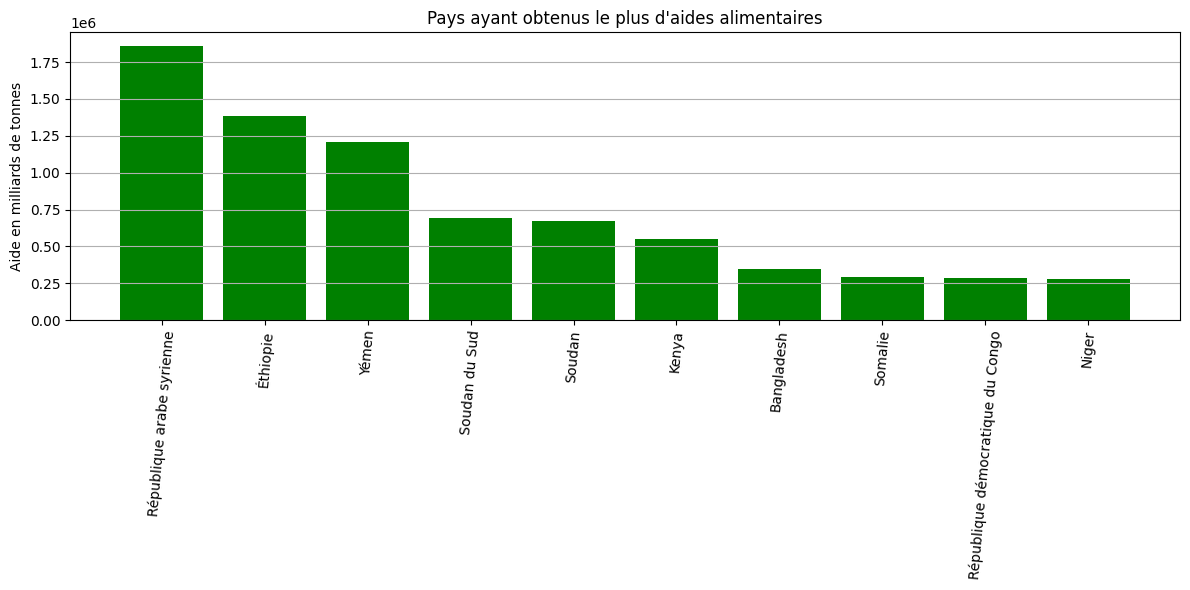 Pays ayant obtenus le plus d'aides alimentaires
1e6
Aide en milliards de tonnes
1.75
1.50
1.25
1.00
0.75
0.50
0.25
0.00
République arabe syrienne
Éthiopie
Yémen
Soudan du Sud
Soudan
Kenya
Bangladesh
Somalie
République démocratique du Congo
Niger